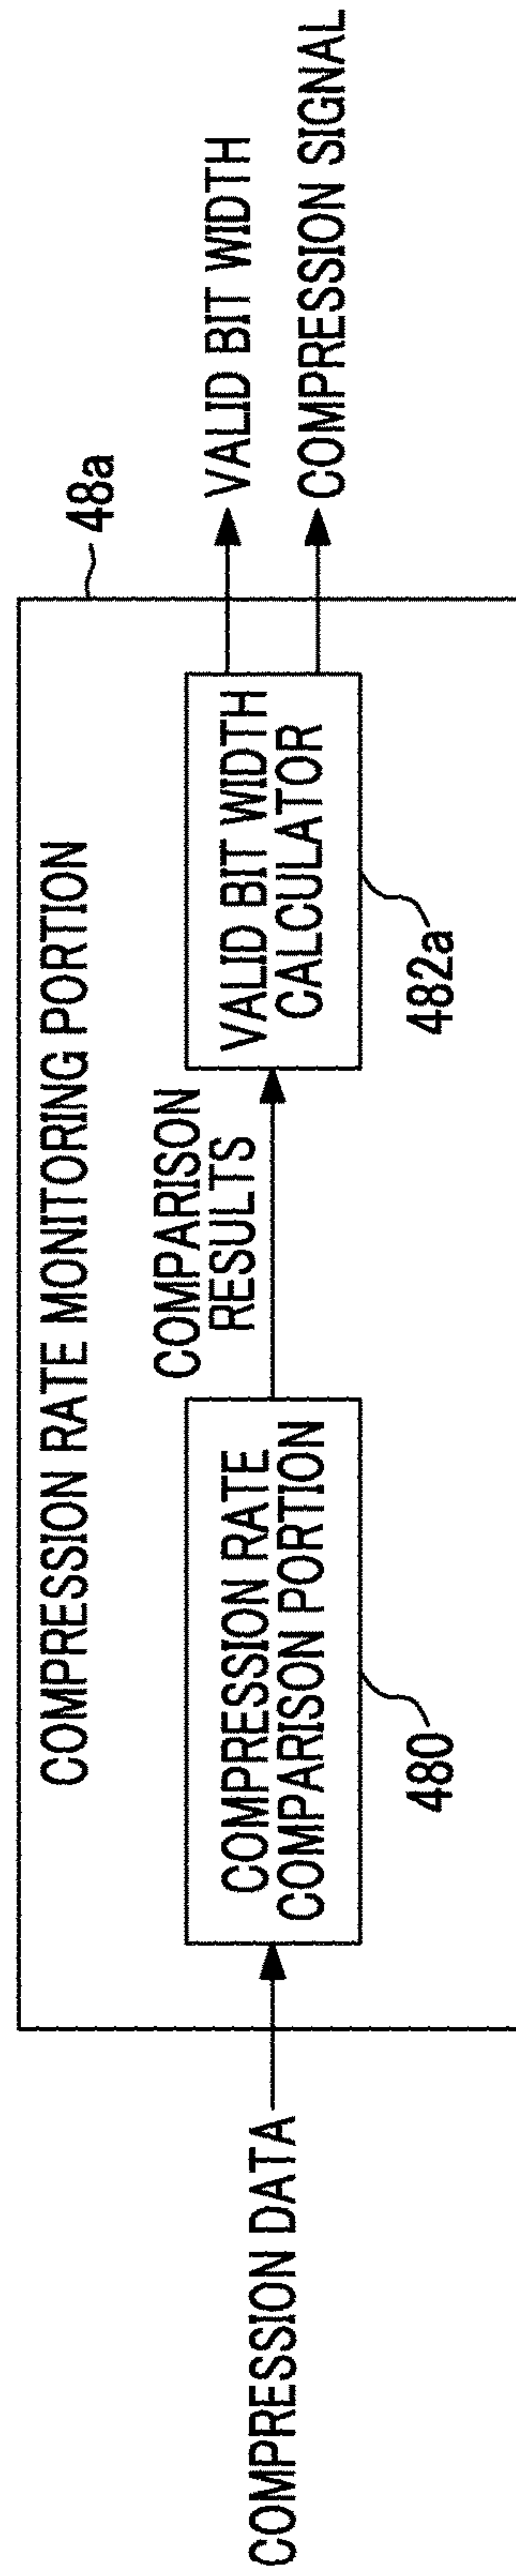 COMPRESSION RATE MONITORING PORTION
48a
COMPRESSION DATA
COMPRESSION RATE
COMPARISON PORTION
480
COMPARISON
RESULTS
VALID BIT WIDTH
CALCULATOR
482a
VALID BIT WIDTH
COMPRESSION SIGNAL